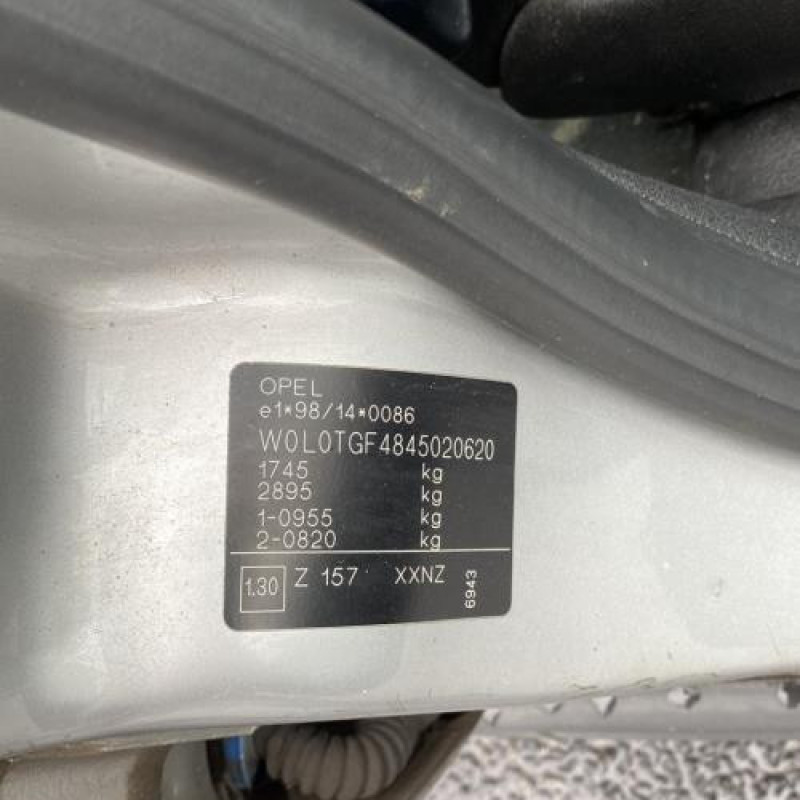 OPEL
e1*98/14*0086
W0L0TGF4845020620
1745 kg
2895 kg
1-0955 kg
2-0820 kg
1.30 Z 157 XXNZ 6943